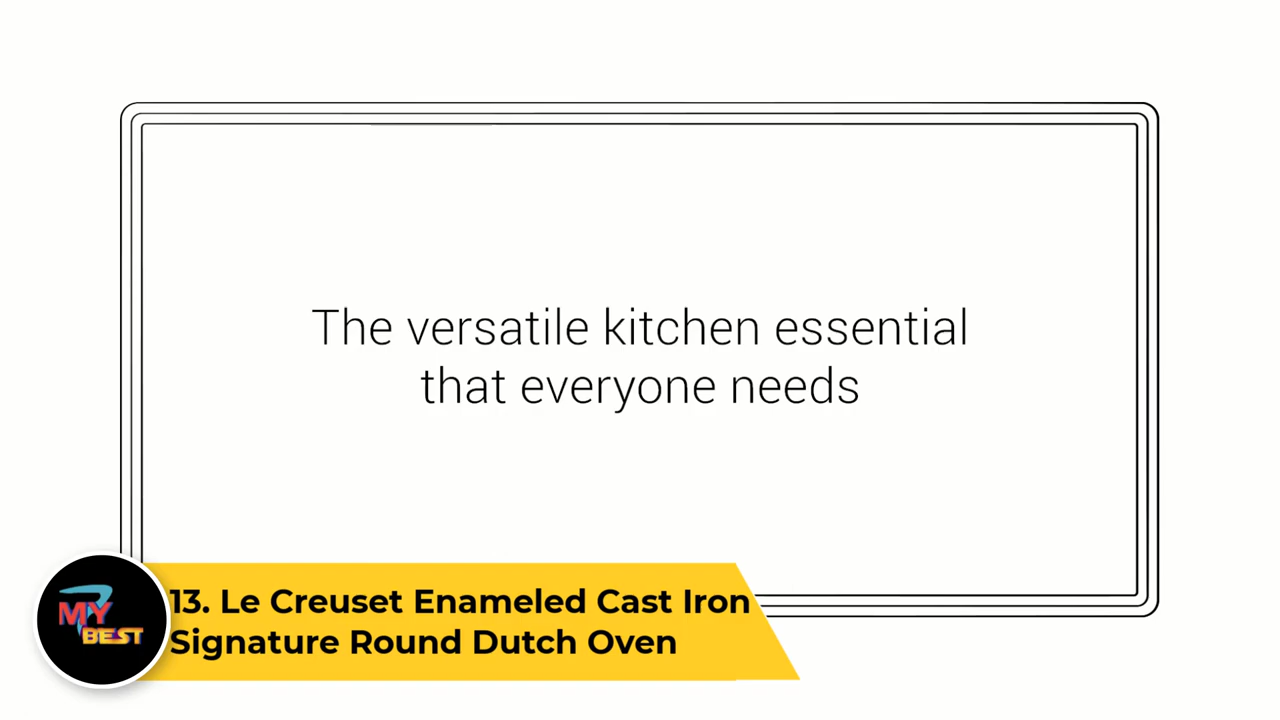 The versatile kitchen essential
that everyone needs
13. Le Creuset Enameled Cast Iron
Signature Round Dutch Oven
MY
BEST